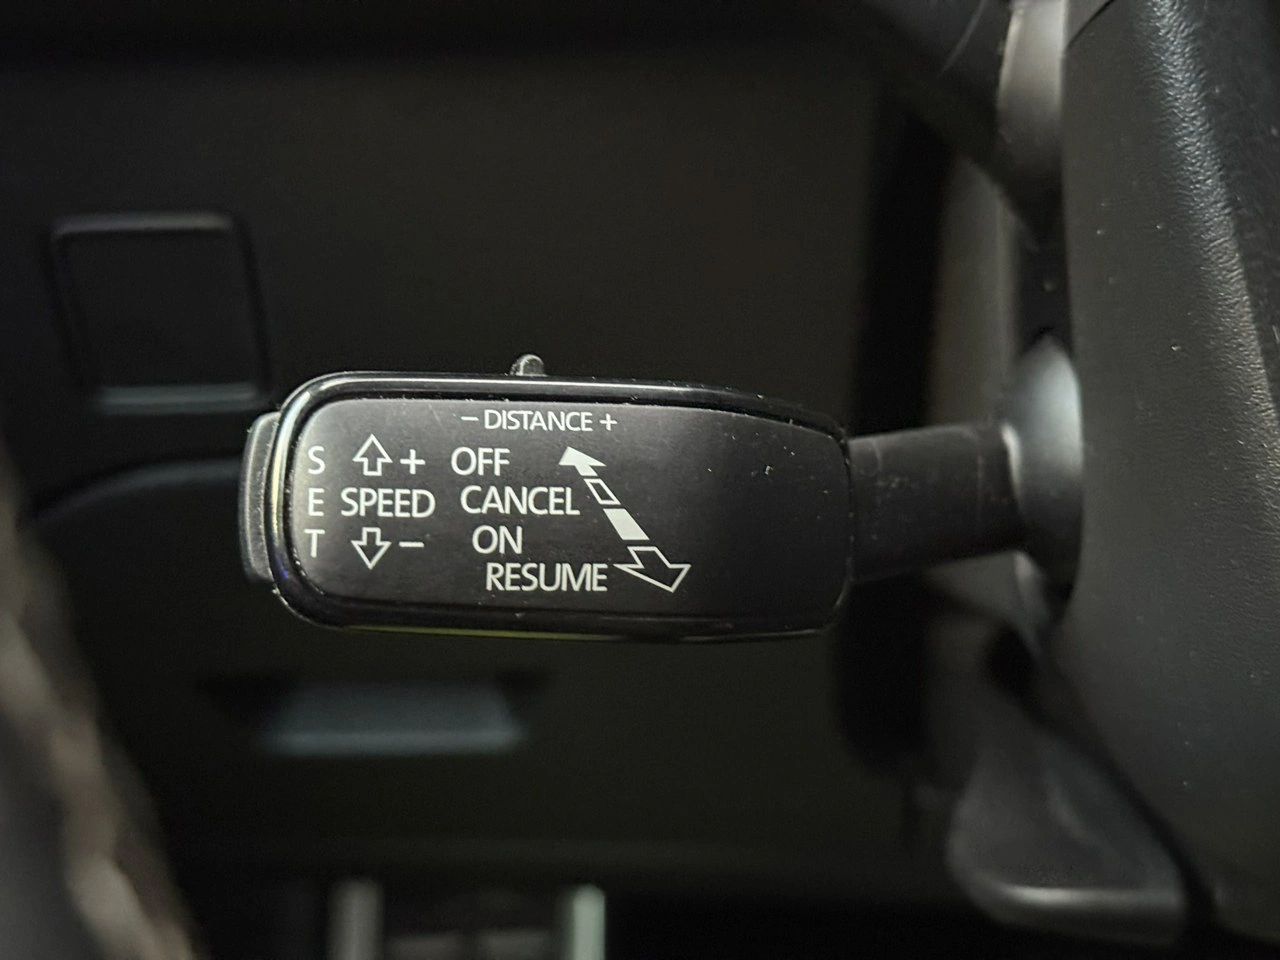 − DISTANCE +
S + OFF
E SPEED CANCEL
T − ON
RESUME